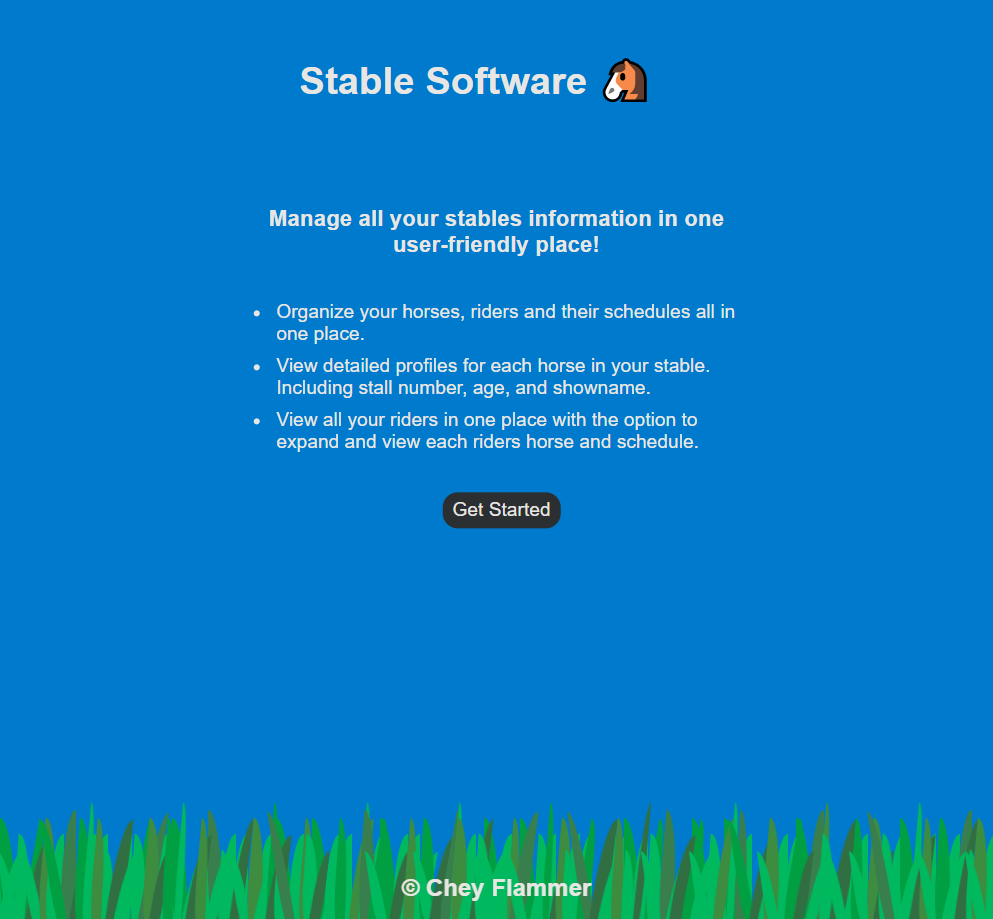 Stable Software
Manage all your stables information in one
user-friendly place!
• Organize your horses, riders and their schedules all in
one place.
• View detailed profiles for each horse in your stable.
Including stall number, age, and showname.
• View all your riders in one place with the option to
expand and view each riders horse and schedule.
Get Started
© Chey Flammer